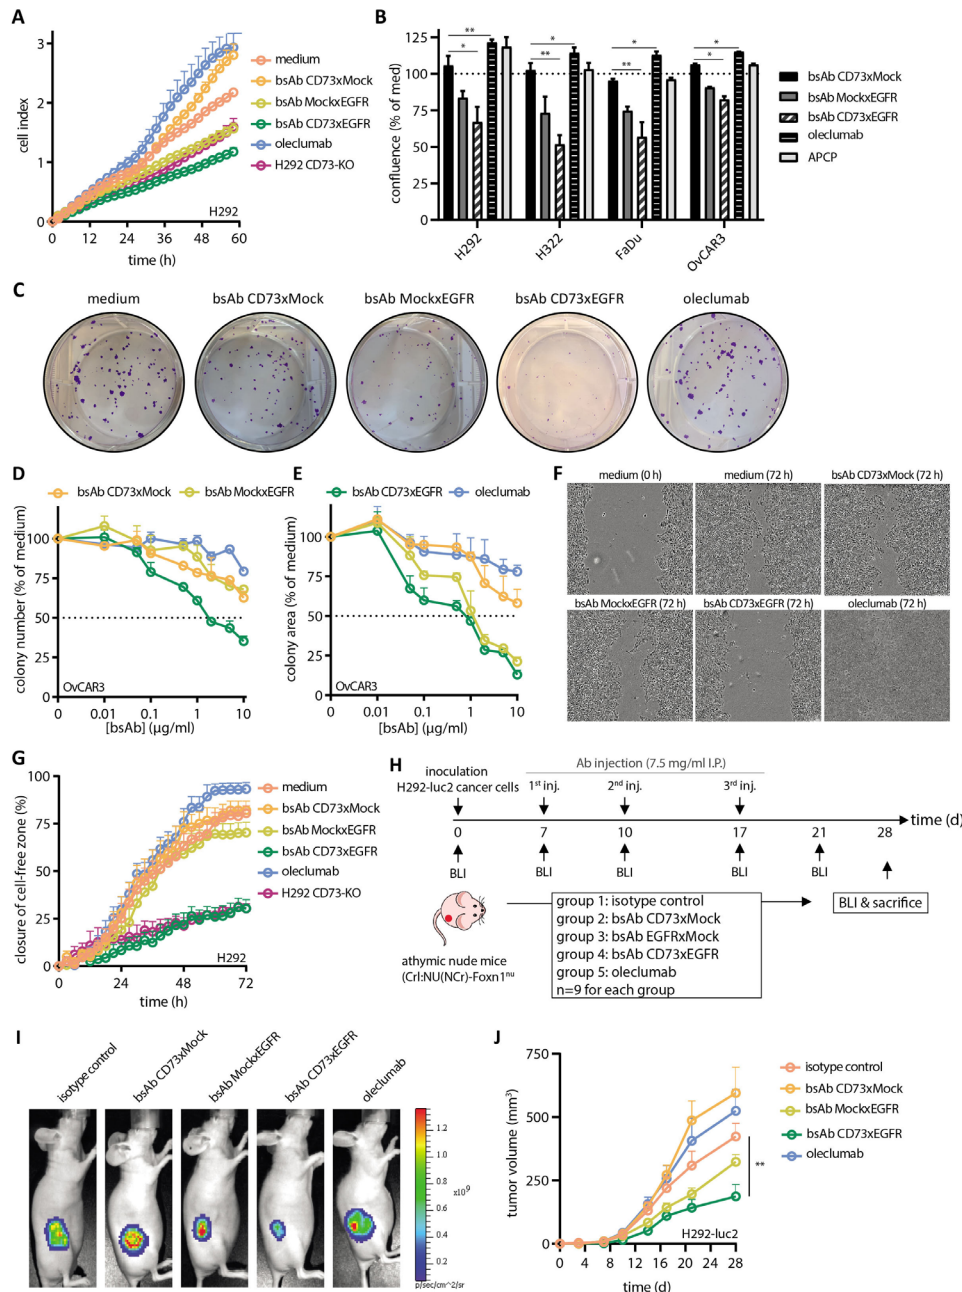 A
cell index
3
2
1
0
0
12
24
36
48
60
time (h)
H292
medium
bsAb CD73xMock
bsAb MockxEGFR
bsAb CD73xEGFR
oleclumab
H292 CD73-KO
B
confluence (% of med)
125
100
75
50
25
0
**
*
*
**
*
**
*
*
H292
H322
FaDu
OvCAR3
bsAb CD73xMock
bsAb MockxEGFR
bsAb CD73xEGFR
oleclumab
APCP
C
medium
bsAb CD73xMock
bsAb MockxEGFR
bsAb CD73xEGFR
oleclumab
D
bsAb CD73xMock
bsAb MockxEGFR
colony number (% of medium)
100
75
50
25
0
OvCAR3
0
0.01
0.1
1
10
[bsAb] (µg/ml)
E
bsAb CD73xEGFR
oleclumab
colony area (% of medium)
100
75
50
25
0
OvCAR3
0
0.01
0.1
1
10
[bsAb] (µg/ml)
F
medium (0 h)
medium (72 h)
bsAb CD73xMock (72 h)
bsAb MockxEGFR (72 h)
bsAb CD73xEGFR (72 h)
oleclumab (72 h)
G
closure of cell-free zone (%)
100
75
50
25
0
0
24
48
72
time (h)
H292
medium
bsAb CD73xMock
bsAb MockxEGFR
bsAb CD73xEGFR
oleclumab
H292 CD73-KO
H
Ab injection (7.5 mg/ml I.P.)
inoculation
H292-luc2 cancer cells
1st inj.
2nd inj.
3rd inj.
time (d)
0
7
10
17
21
28
BLI
BLI
BLI
BLI
BLI
BLI & sacrifice
group 1: isotype control
group 2: bsAb CD73xMock
group 3: bsAb EGFRxMock
group 4: bsAb CD73xEGFR
group 5: oleclumab
n=9 for each group
athymic nude mice
(Crl:NU(NCr)-Foxn1nu
I
isotype control
bsAb CD73xMock
bsAb MockxEGFR
bsAb CD73xEGFR
oleclumab
1.2
1.0
0.8
x10⁹
0.6
0.4
0.2
p/sec/cm^2/sr
J
tumor volume (mm³)
750
500
250
0
0
4
8
12
16
20
24
28
time (d)
H292-luc2
**
isotype control
bsAb CD73xMock
bsAb MockxEGFR
bsAb CD73xEGFR
oleclumab